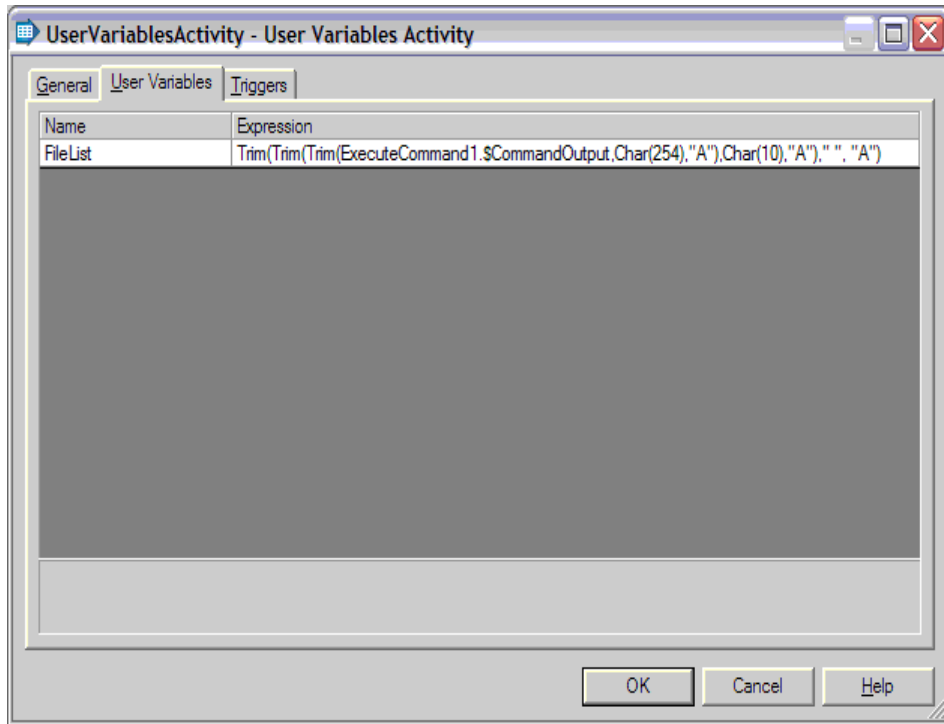 UserVariablesActivity - User Variables Activity
General User Variables Triggers
Name Expression
FileList Trim(Trim(Trim(ExecuteCommand1.$CommandOutput,Char(254),"A"),Char(10),"A")," ", "A")
OK Cancel Help